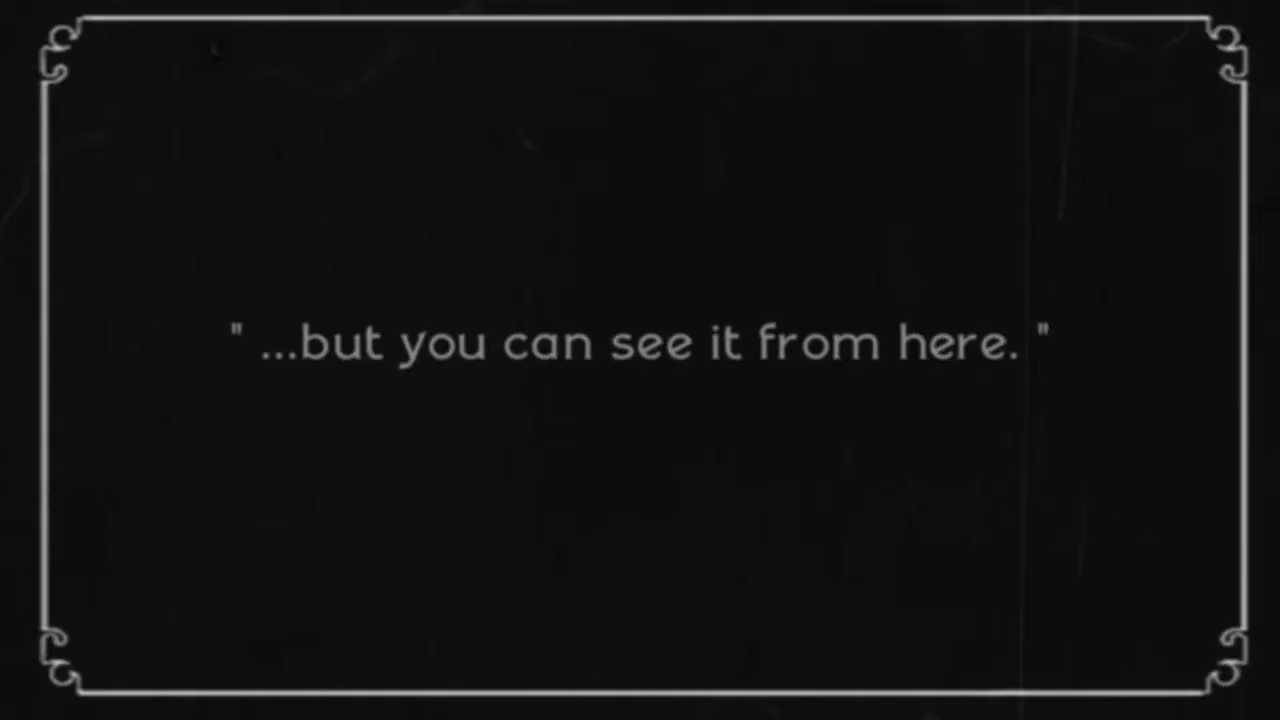 " ...but you can see it from here. "